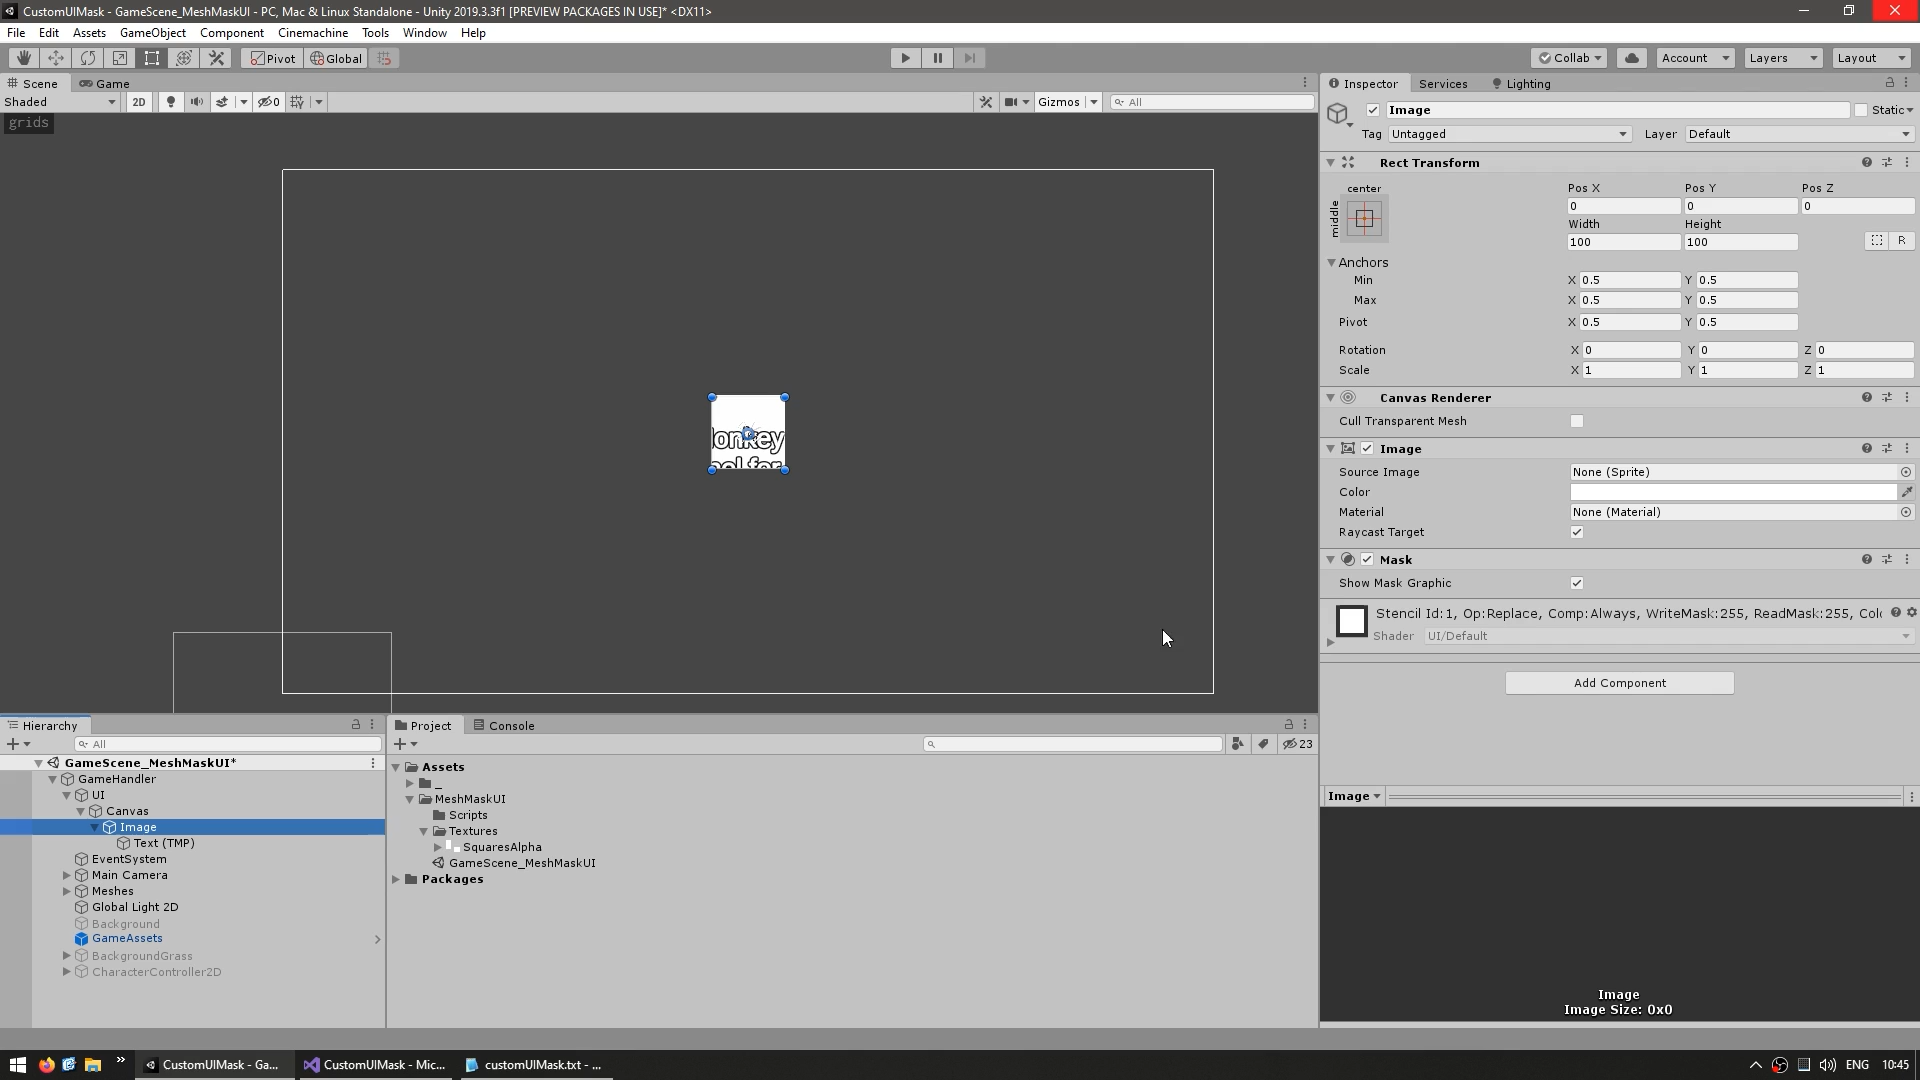 CustomUIMask - GameScene_MeshMaskUI - PC, Mac & Linux Standalone - Unity 2019.3.3f1 [PREVIEW PACKAGES IN USE]* <DX11>
File Edit Assets GameObject Component Cinemachine Tools Window Help
Pivot Global Collab Account Layers Layout
Scene Game
Shaded 2D 0 Gizmos All
grids
onkey
ool for
Inspector Services Lighting
Image Static
Tag Untagged Layer Default
Rect Transform
center Pos X Pos Y Pos Z
middle 0 0 0
Width Height
100 100 R
Anchors
Min X 0.5 Y 0.5
Max X 0.5 Y 0.5
Pivot X 0.5 Y 0.5
Rotation X 0 Y 0 Z 0
Scale X 1 Y 1 Z 1
Canvas Renderer
Cull Transparent Mesh
Image
Source Image None (Sprite)
Color
Material None (Material)
Raycast Target
Mask
Show Mask Graphic
Stencil Id:1, Op:Replace, Comp:Always, WriteMask:255, ReadMask:255, Colo
Shader UI/Default
Add Component
Image
Image
Image Size: 0x0
Hierarchy
All
GameScene_MeshMaskUI*
GameHandler
UI
Canvas
Image
Text (TMP)
EventSystem
Main Camera
Meshes
Global Light 2D
Background
GameAssets
BackgroundGrass
CharacterController2D
Project Console
23
Assets
_
MeshMaskUI
Scripts
Textures
SquaresAlpha
GameScene_MeshMaskUI
Packages
CustomUIMask - Ga... CustomUIMask - Mic... customUIMask.txt - ... ENG 10:45